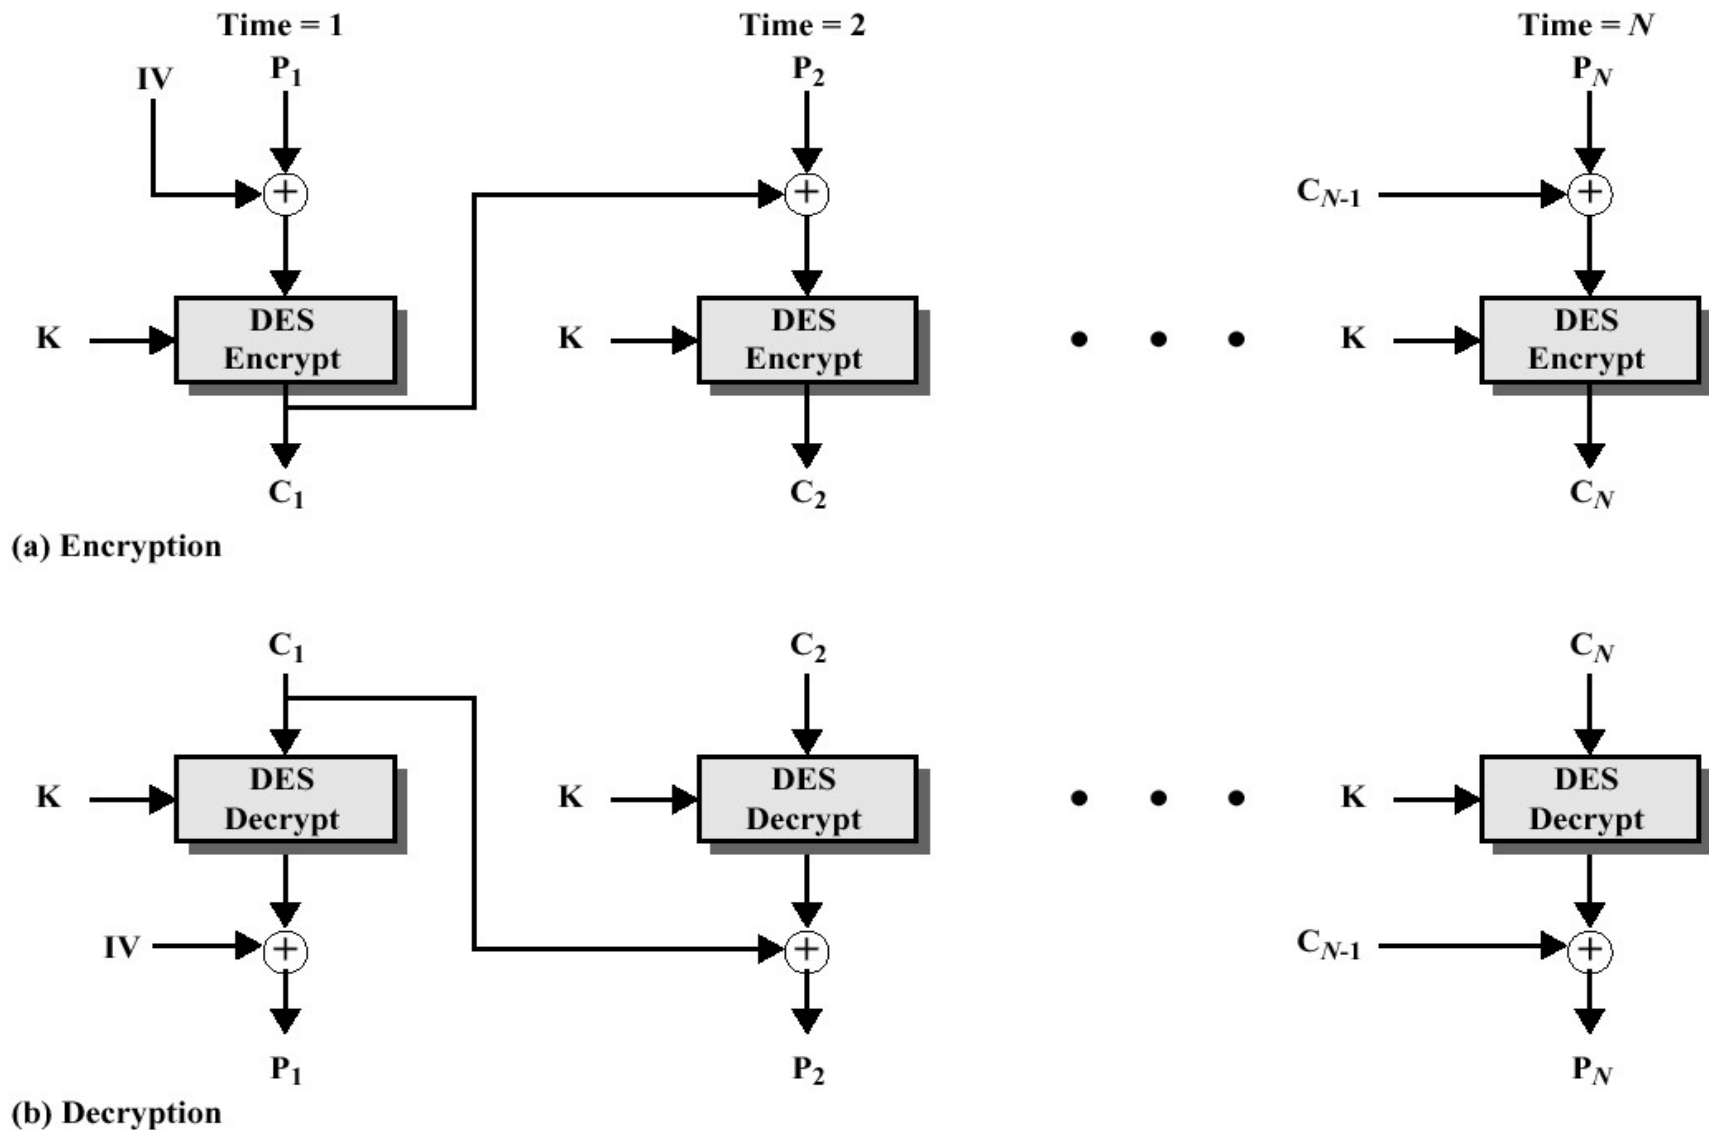 Time = 1 Time = 2 Time = N
IV P1 P2 PN
+ + CN-1 +
K DES Encrypt K DES Encrypt • • • K DES Encrypt
C1 C2 CN
(a) Encryption
C1 C2 CN
K DES Decrypt K DES Decrypt • • • K DES Decrypt
IV + + CN-1 +
P1 P2 PN
(b) Decryption